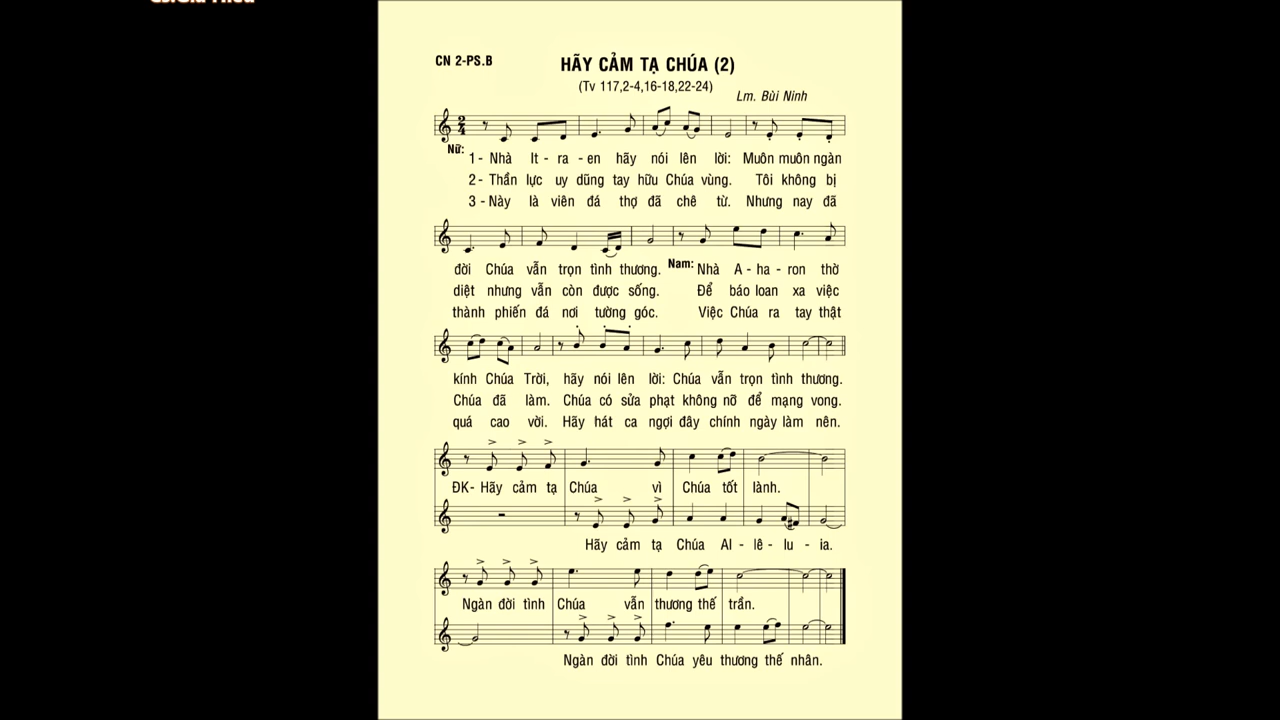 CN 2-PS.B
HÃY CẢM TẠ CHÚA (2)
(Tv 117,2-4,16-18,22-24)
Lm. Bùi Ninh
Nữ:
1- Nhà It - ra - en hãy nói lên lời: Muôn muôn ngàn
2- Thần lực uy dũng tay hữu Chúa vùng. Tôi không bị
3 - Này là viên đá thợ đã chê từ. Nhưng nay đã
đời Chúa vẫn trọn tình thương. Nam: Nhà A - ha - ron thờ
diệt nhưng vẫn còn được sống. Để báo loan xa việc
thành phiến đá nơi tường góc. Việc Chúa ra tay thật
kính Chúa Trời, hãy nói lên lời: Chúa vẫn trọn tình thương.
Chúa đã làm. Chúa có sửa phạt không nỡ để mạng vong.
quá cao vời. Hãy hát ca ngợi đây chính ngày làm nên.
ĐK- Hãy cảm tạ Chúa vì Chúa tốt lành.
Hãy cảm tạ Chúa Al - lê - lu - ia.
Ngàn đời tình Chúa vẫn thương thế trần.
Ngàn đời tình Chúa yêu thương thế nhân.